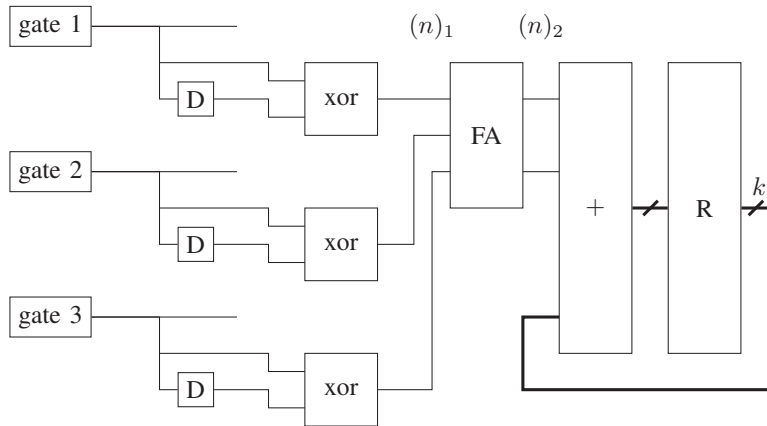 gate 1
(n)1
(n)2
D
xor
FA
gate 2
k
+
R
D
xor
gate 3
D
xor